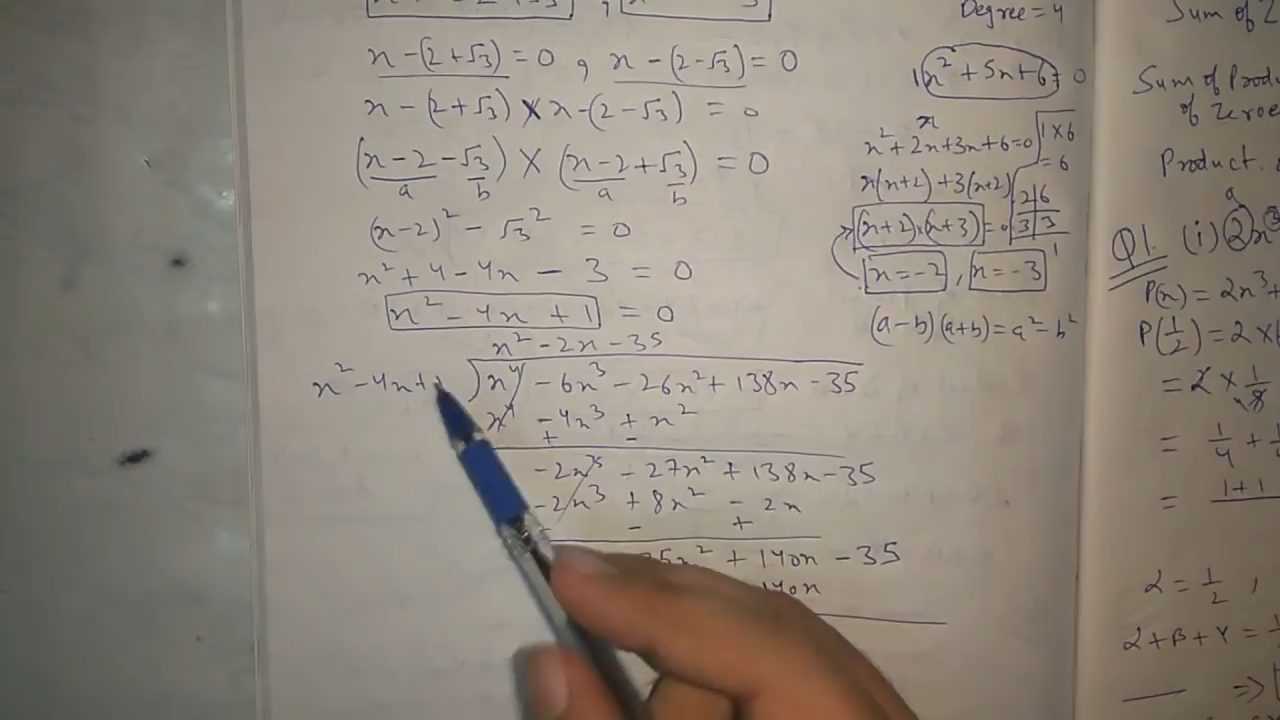 x-(2+√3)=0 , x-(2-√3)=0
x-(2+√3) × x-(2-√3) = 0
(x-2-√3) × (x-2+√3) = 0
a b a b
(x-2)² - √3² = 0
x²+4-4x - 3 = 0
x² - 4x + 1 = 0
x² -2x -35
x²-4x+ ) x⁴ - 6x³ - 26x² + 138x - 35
x⁴ - 4x³ + x²
+ -
-2x³ - 27x² + 138x - 35
-2x³ + 8x² - 2x
- +
35x² + 140x - 35
140x
Degree = 4
1x² + 5x + 6 = 0
x
x² + 2x + 3x + 6 = 0
1×6
= 6
x(x+2) + 3(x+2)
2 6
(x+2).(x+3) = 0
3 3
1
x = -2 , x = -3
(a-b)(a+b) = a²-b²
Sum of
Sum of Produ
of Zeroe
Product.
a
Q1. (i) 2x³
P(x) = 2x³+
P(1/2) = 2 ×
= 2 × 1/8
= 1/4 +
= 1+1
α = 1/2 ,
α+β+γ =
=>